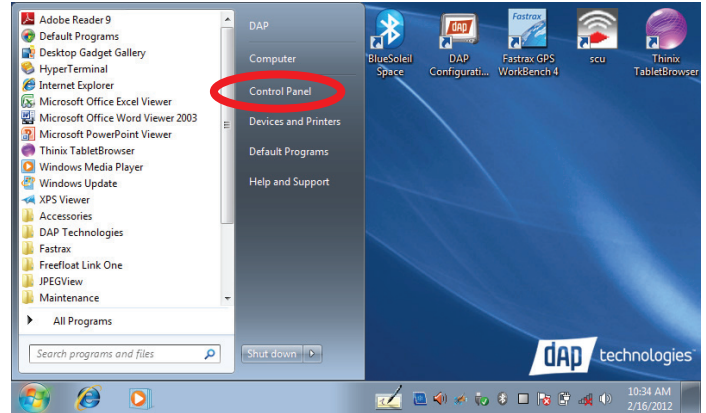 Adobe Reader 9
Default Programs
Desktop Gadget Gallery
HyperTerminal
Internet Explorer
Microsoft Office Excel Viewer
Microsoft Office Word Viewer 2003
Microsoft PowerPoint Viewer
Thinix TabletBrowser
Windows Media Player
Windows Update
XPS Viewer
Accessories
DAP Technologies
Fastrax
Freefloat Link One
JPEGView
Maintenance
All Programs
Search programs and files
DAP
Computer
Control Panel
Devices and Printers
Default Programs
Help and Support
Shut down
BlueSoleil
Space
DAP
DAP
Configurati...
Fastrax
Fastrax GPS
WorkBench 4
scu
Thinix
TabletBrowser
dAp technologies
10:34 AM
2/16/2012